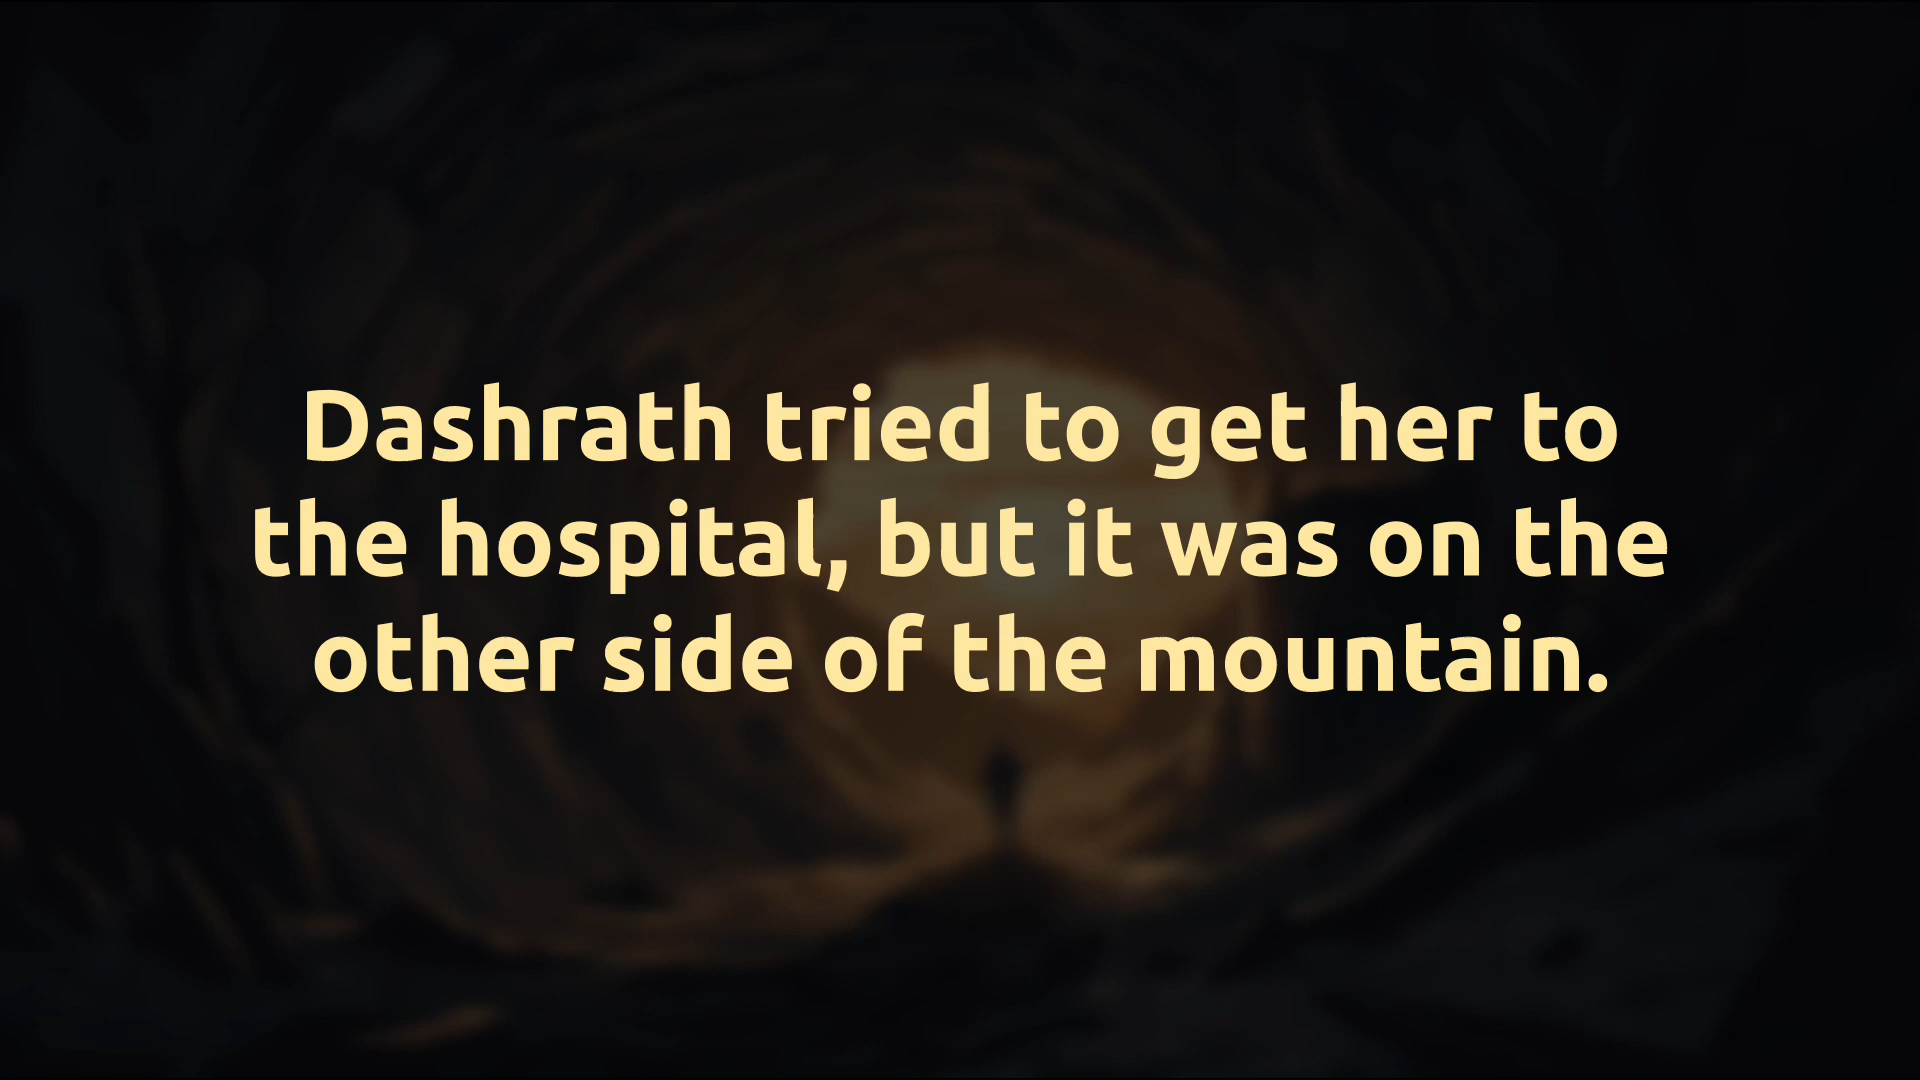 Dashrath tried to get her to
the hospital, but it was on the
other side of the mountain.